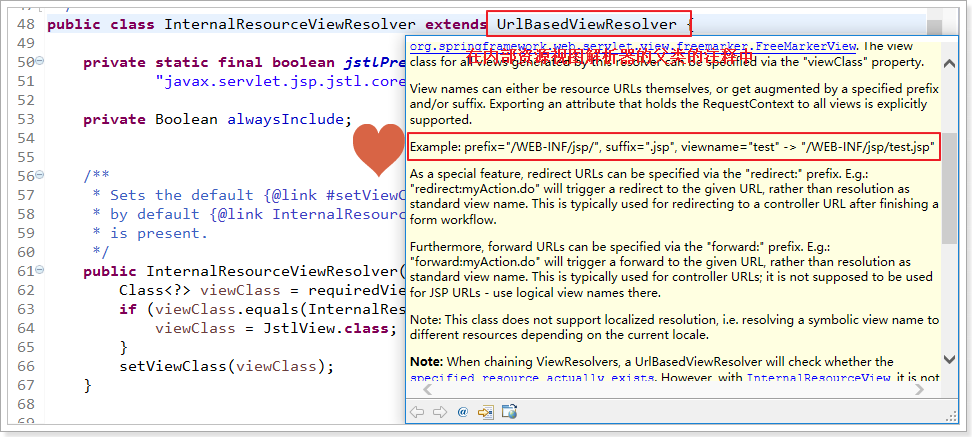 48 public class InternalResourceViewResolver extends UrlBasedViewResolver {
49
50 private static final boolean jstlPre
51 "javax.servlet.jsp.jstl.core
52
53 private Boolean alwaysInclude;
54
55
56 /**
58 * Sets the default {@link #setViewC
58 * by default {@link InternalResourc
59 * is present.
60 */
61 public InternalResourceViewResolver(
62 Class<?> viewClass = requiredVie
63 if (viewClass.equals(InternalRes
64 viewClass = JstlView.class;
65 }
66 setViewClass(viewClass);
67 }
68
69
org.springframework.web.servlet.view.freemarker.FreeMarkerView. The view
在内部资源视图解析器的父类的注释中
class for all views generated by this resolver can be specified via the "viewClass" property.
View names can either be resource URLs themselves, or get augmented by a specified prefix
and/or suffix. Exporting an attribute that holds the RequestContext to all views is explicitly
supported.
Example: prefix="/WEB-INF/jsp/", suffix=".jsp", viewname="test" -> "/WEB-INF/jsp/test.jsp"
As a special feature, redirect URLs can be specified via the "redirect:" prefix. E.g.:
"redirect:myAction.do" will trigger a redirect to the given URL, rather than resolution as
standard view name. This is typically used for redirecting to a controller URL after finishing a
form workflow.
Furthermore, forward URLs can be specified via the "forward:" prefix. E.g.:
"forward:myAction.do" will trigger a forward to the given URL, rather than resolution as
standard view name. This is typically used for controller URLs; it is not supposed to be used
for JSP URLs - use logical view names there.
Note: This class does not support localized resolution, i.e. resolving a symbolic view name to
different resources depending on the current locale.
Note: When chaining ViewResolvers, a UrlBasedViewResolver will check whether the
specified resource actually exists. However, with InternalResourceView, it is not